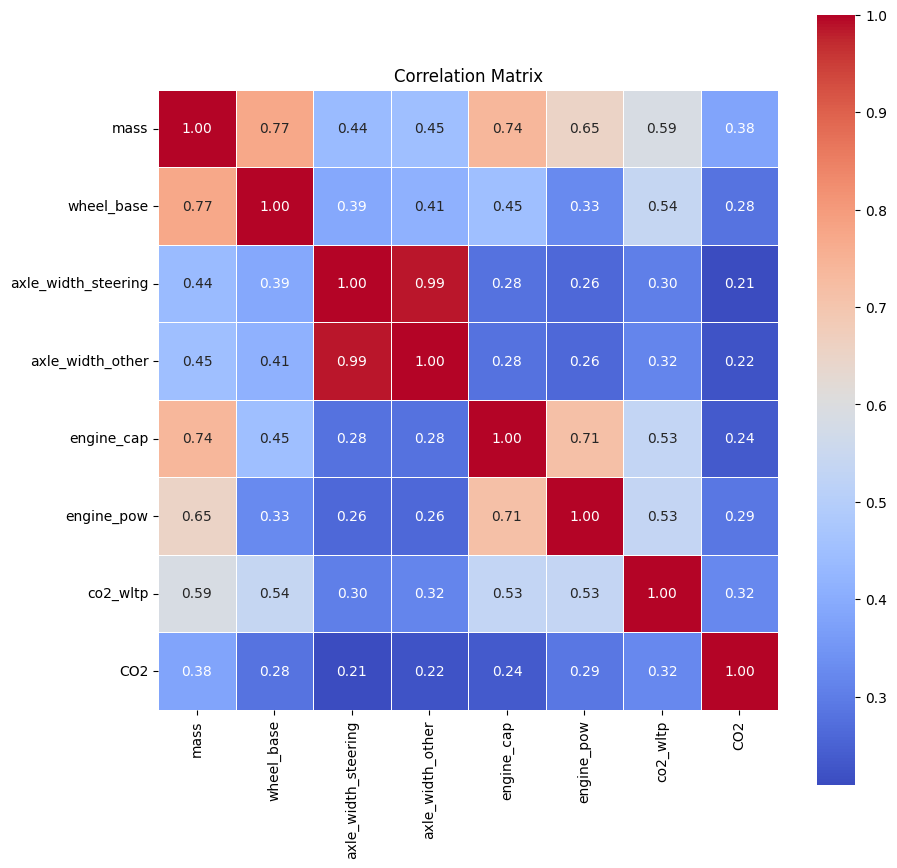 Correlation Matrix
mass 1.00 0.77 0.44 0.45 0.74 0.65 0.59 0.38
wheel_base 0.77 1.00 0.39 0.41 0.45 0.33 0.54 0.28
axle_width_steering 0.44 0.39 1.00 0.99 0.28 0.26 0.30 0.21
axle_width_other 0.45 0.41 0.99 1.00 0.28 0.26 0.32 0.22
engine_cap 0.74 0.45 0.28 0.28 1.00 0.71 0.53 0.24
engine_pow 0.65 0.33 0.26 0.26 0.71 1.00 0.53 0.29
co2_wltp 0.59 0.54 0.30 0.32 0.53 0.53 1.00 0.32
CO2 0.38 0.28 0.21 0.22 0.24 0.29 0.32 1.00
mass
wheel_base
axle_width_steering
axle_width_other
engine_cap
engine_pow
co2_wltp
CO2
1.0
0.9
0.8
0.7
0.6
0.5
0.4
0.3